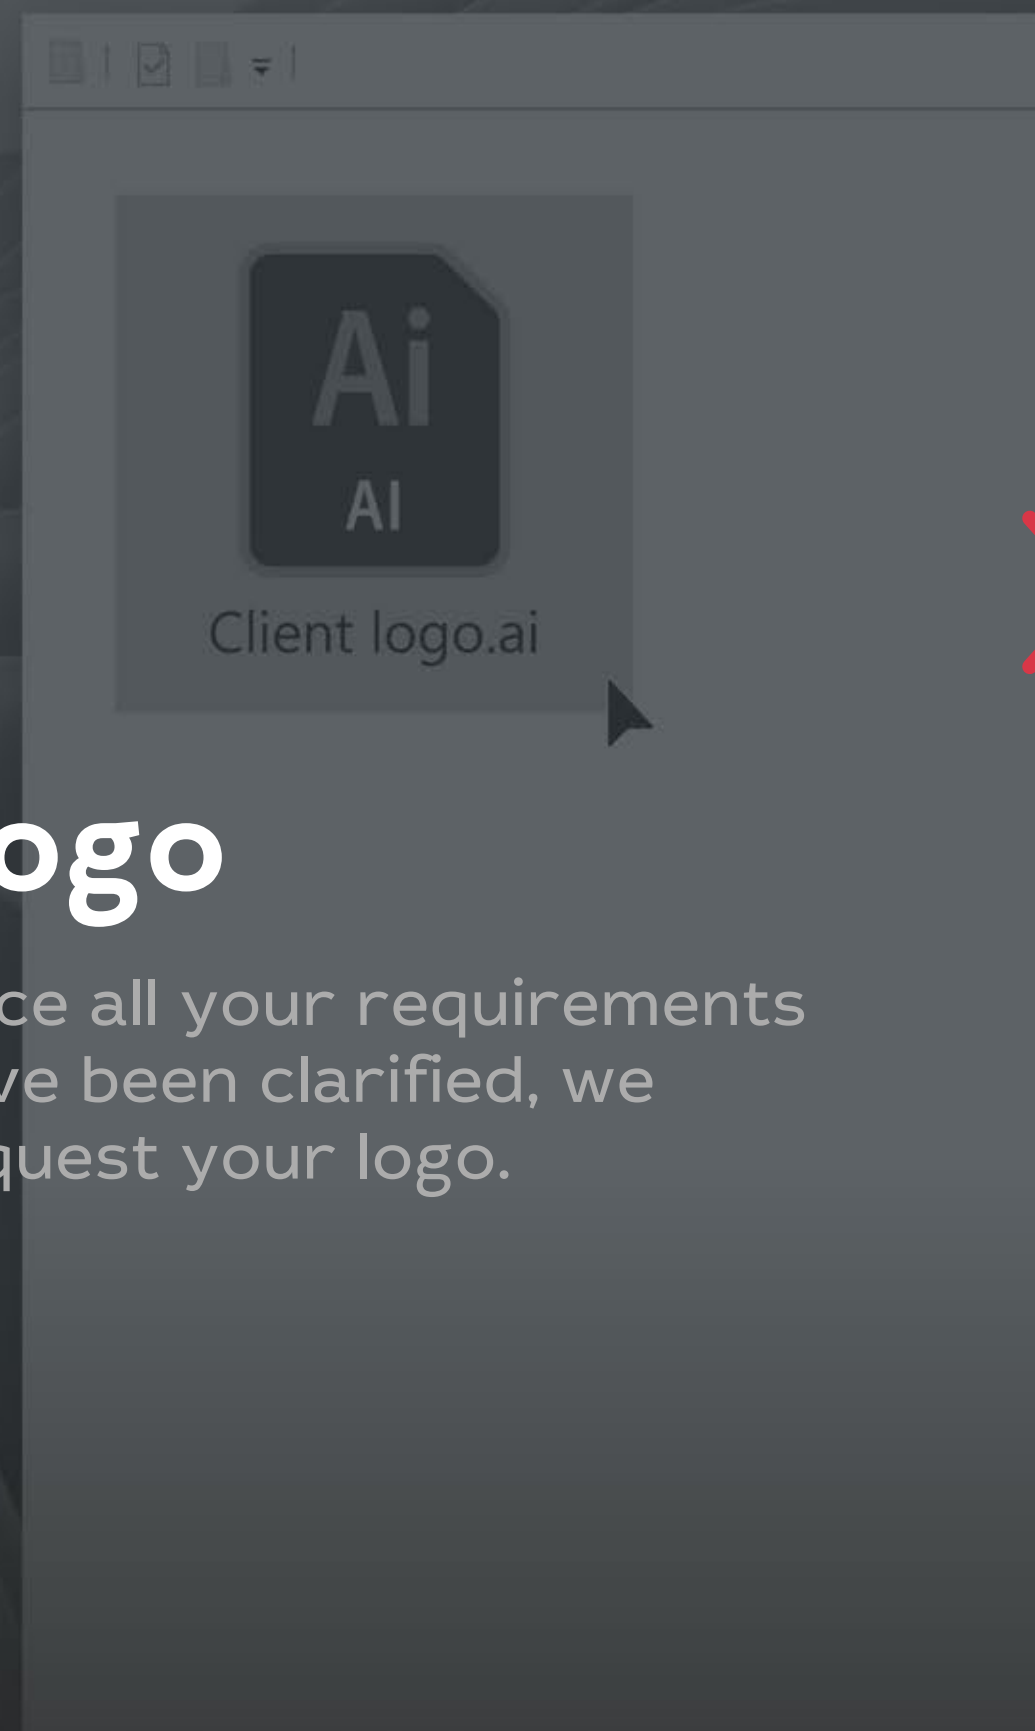 Ai
AI
Client logo.ai
ogo
ce all your requirements
ve been clarified, we
quest your logo.